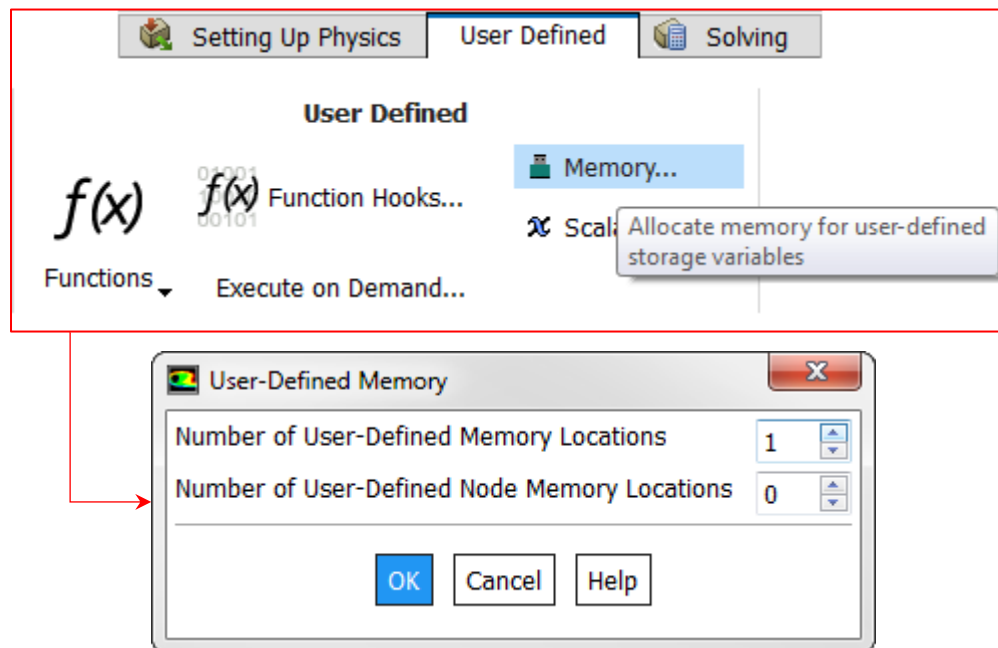 Setting Up Physics User Defined Solving
User Defined
Memory...
f(x) f(x) Function Hooks...
01001
00101
Allocate memory for user-defined
storage variables
Functions
Execute on Demand...
User-Defined Memory
Number of User-Defined Memory Locations 1
Number of User-Defined Node Memory Locations 0
OK Cancel Help